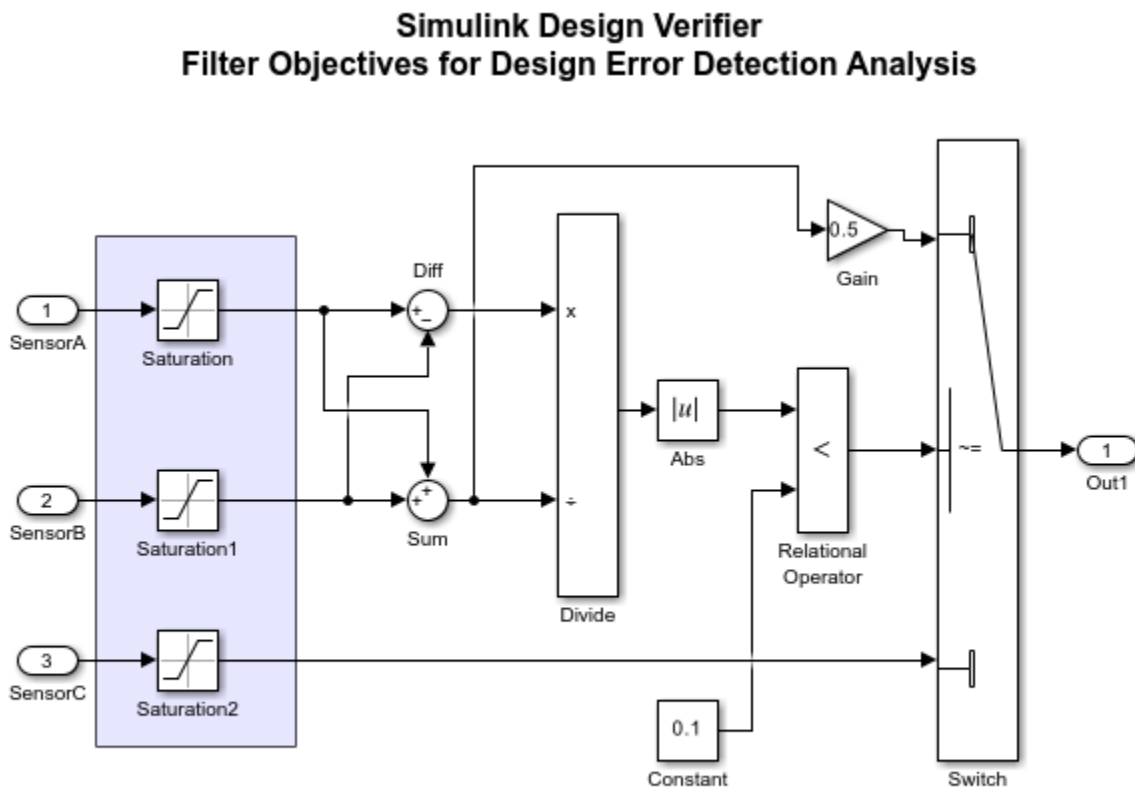 Simulink Design Verifier
Filter Objectives for Design Error Detection Analysis
0.5
Gain
Diff
+
−
x
1
SensorA
Saturation
|u|
Abs
<
~=
1
Out1
2
SensorB
Saturation1
+
+
Sum
÷
Relational
Operator
Divide
3
SensorC
Saturation2
0.1
Constant
Switch